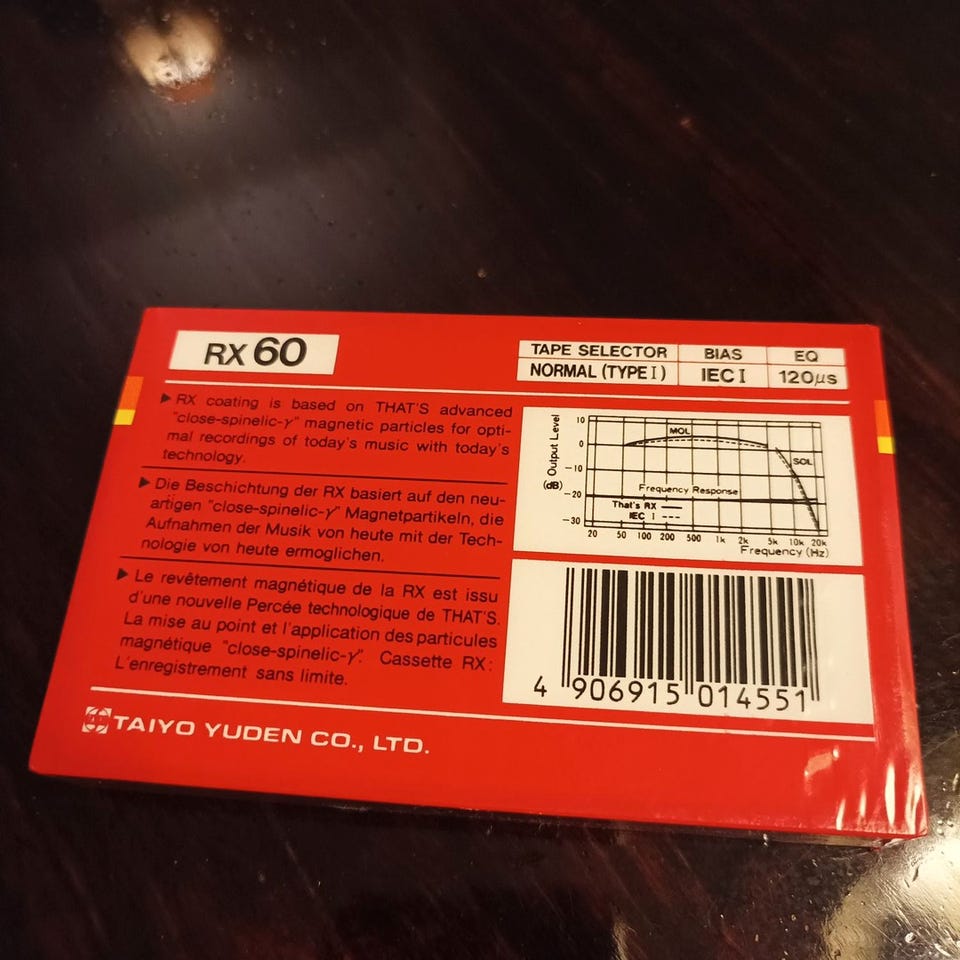 RX 60
TAPE SELECTOR BIAS EQ
NORMAL (TYPE I) IEC I 120μs
▶ RX coating is based on THAT'S advanced
"close-spinelic-γ" magnetic particles for opti-
mal recordings of today's music with today's
technology.
▶ Die Beschichtung der RX basiert auf den neu-
artigen "close-spinelic-γ" Magnetpartikeln, die
Aufnahmen der Musik von heute mit der Tech-
nologie von heute ermoglichen.
▶ Le revêtement magnétique de la RX est issu
d'une nouvelle Percée technologique de THAT'S.
La mise au point et l'application des particules
magnétique "close-spinelic-γ". Cassette RX:
L'enregistrement sans limite.
Output Level
(dB)
10
0
-10
-20
-30
MOL
SOL
Frequency Response
That's RX
IEC I
20 50 100 200 500 1k 2k 5k 10k 20k
Frequency (Hz)
4 906915 014551
TAIYO YUDEN CO., LTD.